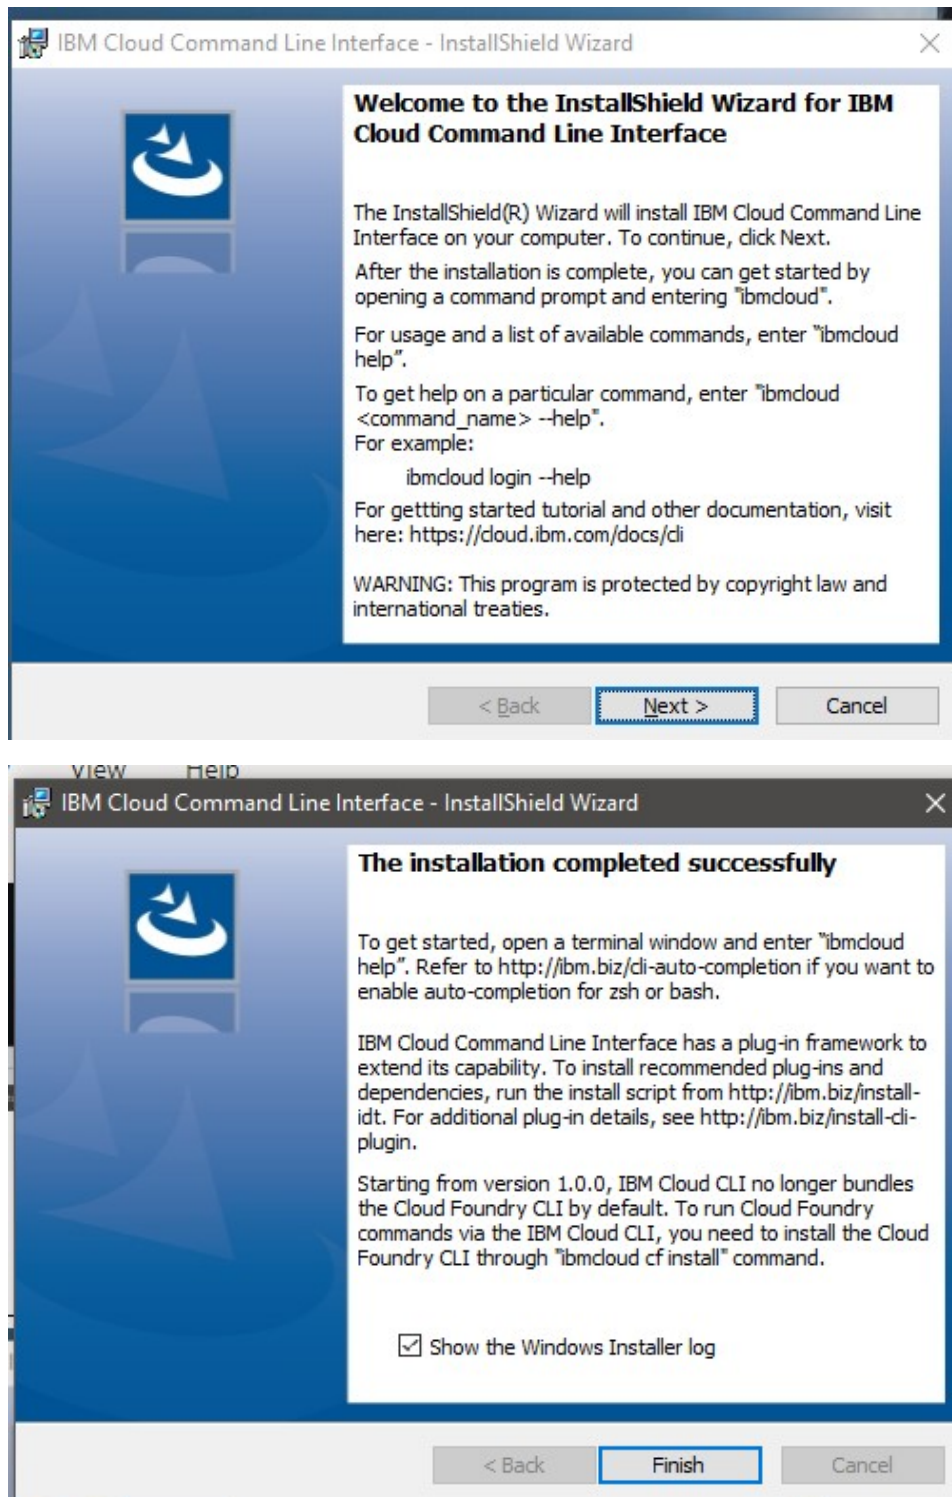 IBM Cloud Command Line Interface - InstallShield Wizard
Welcome to the InstallShield Wizard for IBM
Cloud Command Line Interface
The InstallShield(R) Wizard will install IBM Cloud Command Line
Interface on your computer. To continue, click Next.
After the installation is complete, you can get started by
opening a command prompt and entering "ibmcloud".
For usage and a list of available commands, enter “ibmcloud
help”.
To get help on a particular command, enter "ibmcloud
<command_name> --help".
For example:
ibmcloud login --help
For gettting started tutorial and other documentation, visit
here: https://cloud.ibm.com/docs/cli
WARNING: This program is protected by copyright law and
international treaties.
< Back Next > Cancel
View Help
IBM Cloud Command Line Interface - InstallShield Wizard
The installation completed successfully
To get started, open a terminal window and enter “ibmcloud
help”. Refer to http://ibm.biz/cli-auto-completion if you want to
enable auto-completion for zsh or bash.
IBM Cloud Command Line Interface has a plug-in framework to
extend its capability. To install recommended plug-ins and
dependencies, run the install script from http://ibm.biz/install-
idt. For additional plug-in details, see http://ibm.biz/install-cli-
plugin.
Starting from version 1.0.0, IBM Cloud CLI no longer bundles
the Cloud Foundry CLI by default. To run Cloud Foundry
commands via the IBM Cloud CLI, you need to install the Cloud
Foundry CLI through "ibmcloud cf install" command.
Show the Windows Installer log
< Back Finish Cancel